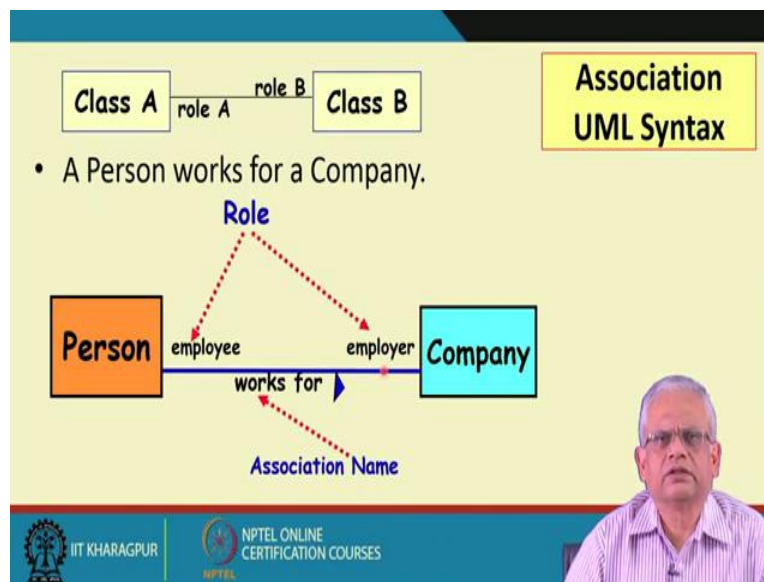 Association
UML Syntax
Class A
role A
role B
Class B
• A Person works for a Company.
Role
Person
employee
employer
Company
works for
Association Name
IIT KHARAGPUR
NPTEL
NPTEL ONLINE
CERTIFICATION COURSES